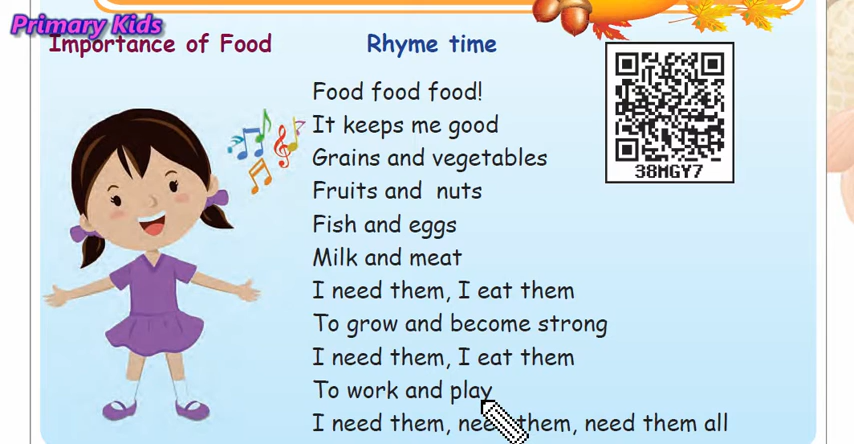 Primary Kids
Importance of Food
Rhyme time
Food food food!
It keeps me good
Grains and vegetables
Fruits and nuts
Fish and eggs
Milk and meat
I need them, I eat them
To grow and become strong
I need them, I eat them
To work and play
I need them, need them, need them all
38MGY7